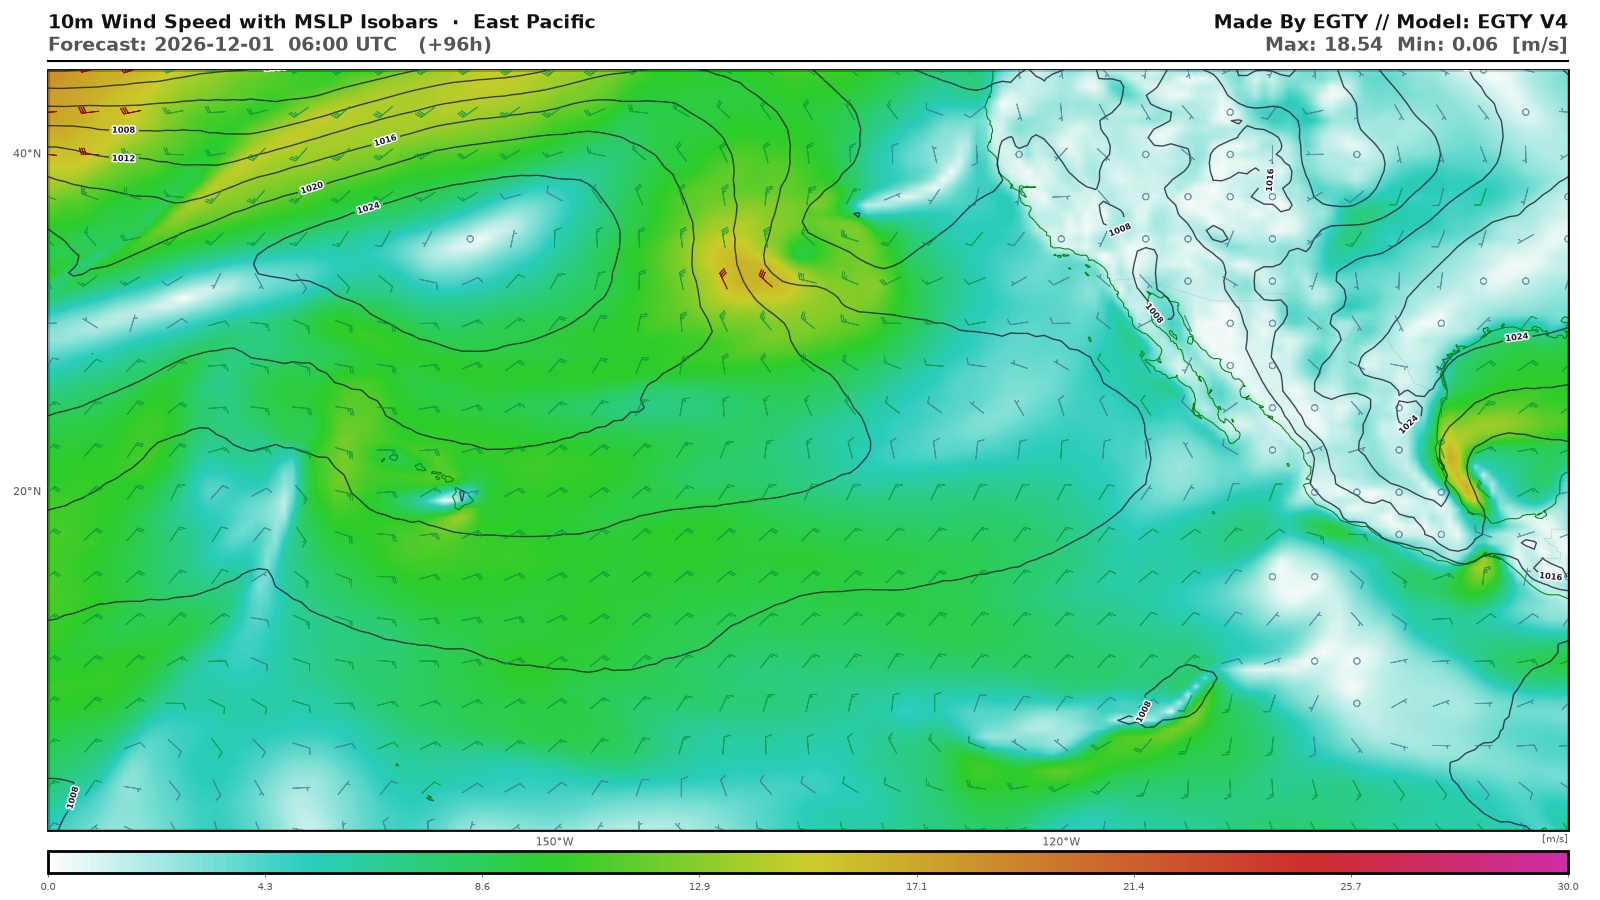 10m Wind Speed with MSLP Isobars · East Pacific
Made By EGTY // Model: EGTY V4
Forecast: 2026-12-01 06:00 UTC (+96h)
Max: 18.54 Min: 0.06 [m/s]
1008
1016
40°N
1012
1016
1020
1024
1008
1008
1024
1024
20°N
1016
1008
1008
150°W
120°W
[m/s]
0.0
4.3
8.6
12.9
17.1
21.4
25.7
30.0